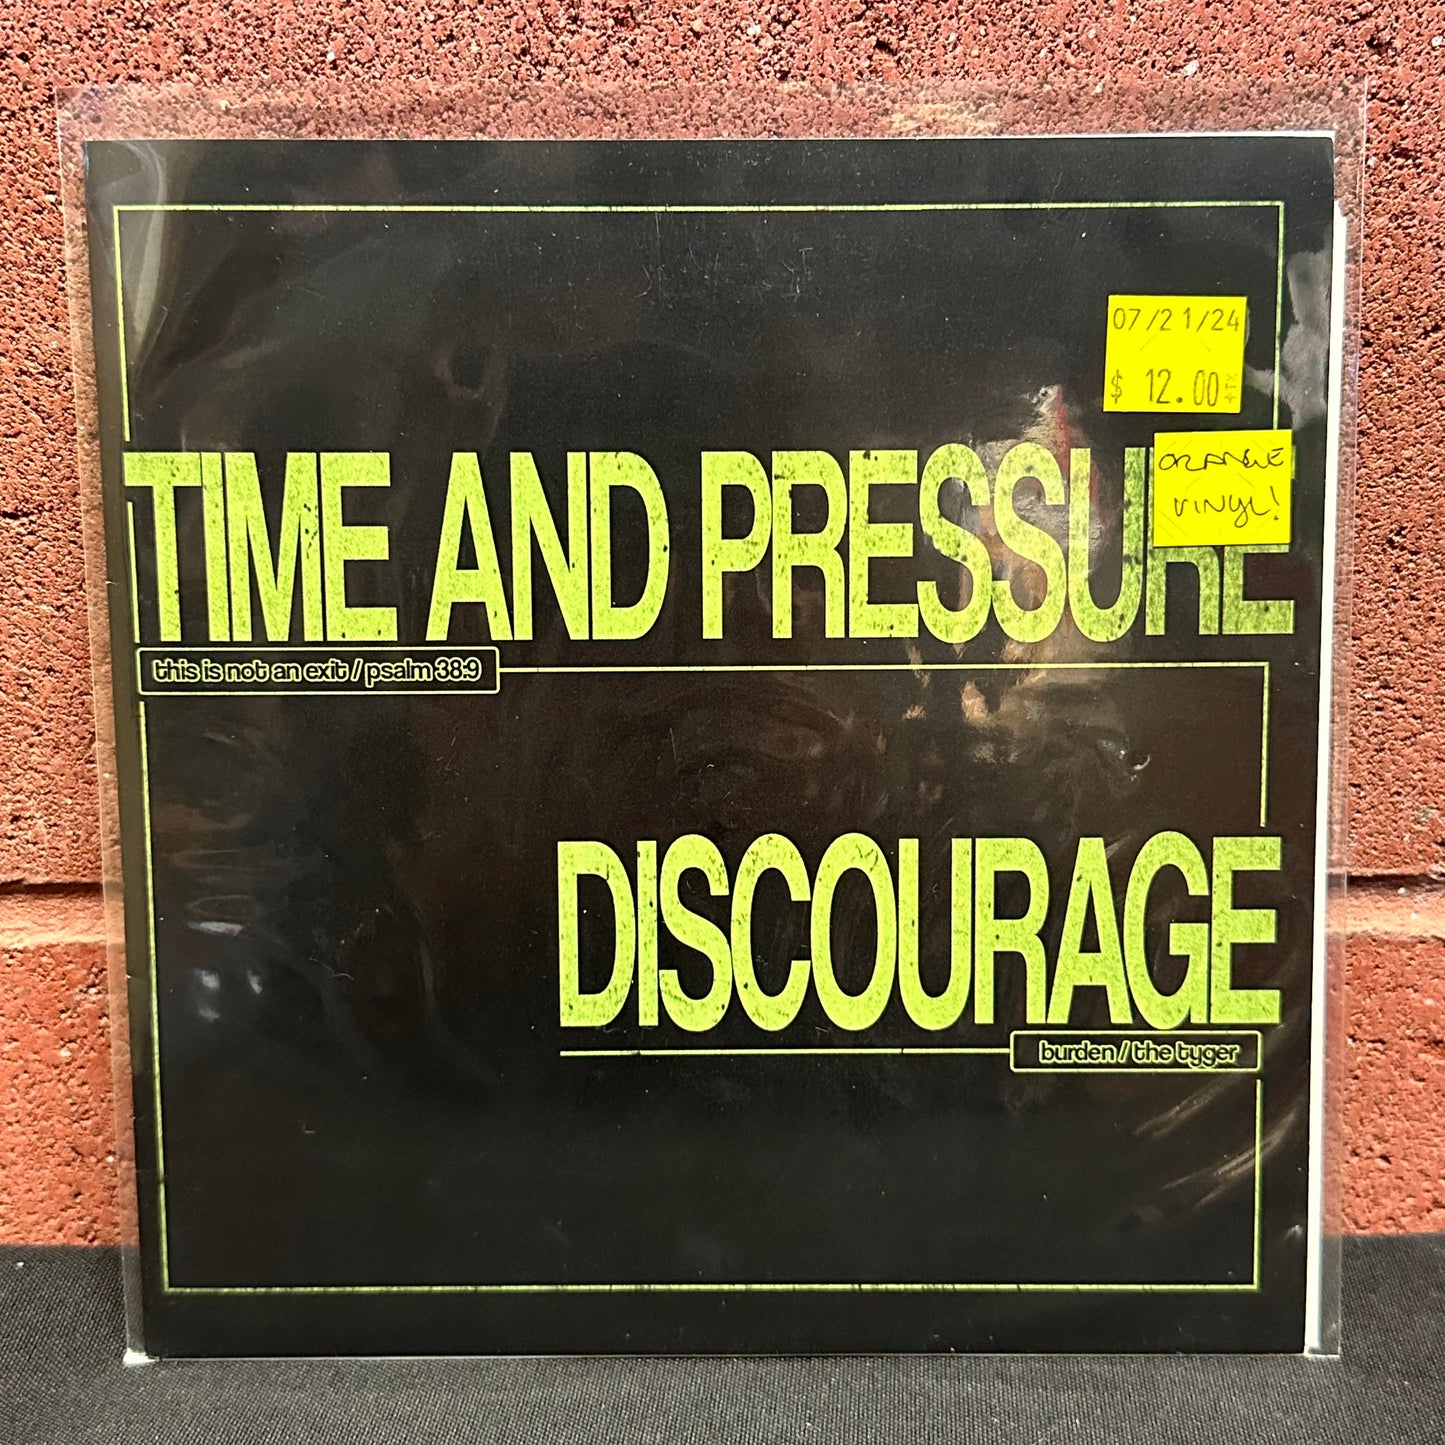 07/21/24
$ 12.00 +TX
ORANGE
VINYL!
TIME AND PRESSURE
this is not an exit / psalm 38:9
DISCOURAGE
burden / the tyger